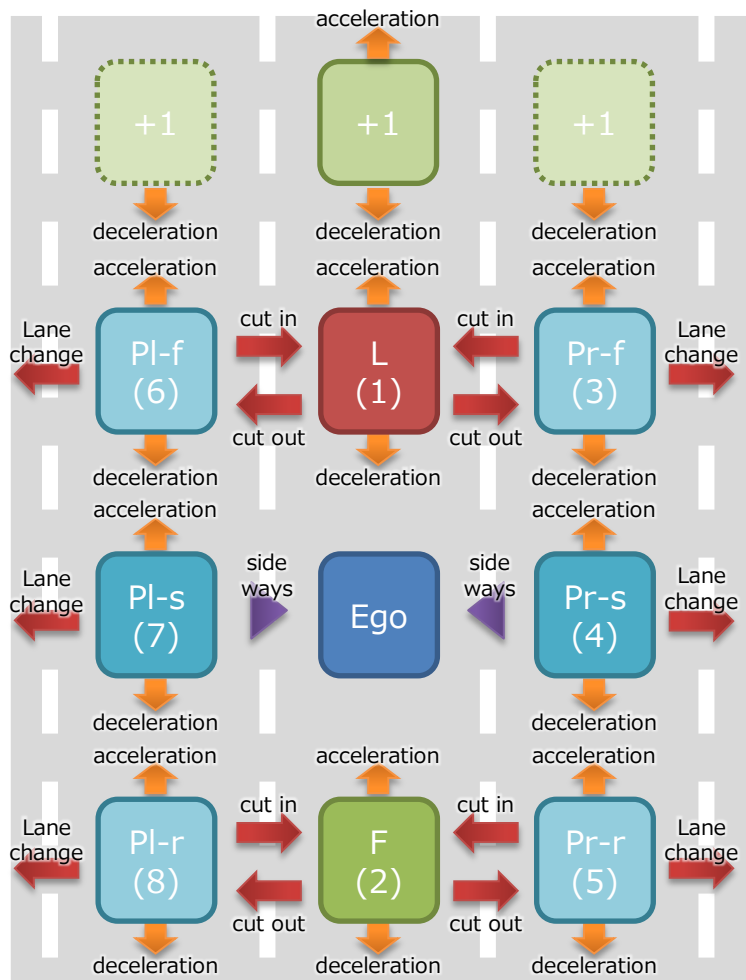 acceleration
+1 +1 +1
deceleration deceleration deceleration
acceleration acceleration acceleration
cut in cut in
Lane
change
Pl-f
(6)
L
(1)
Pr-f
(3)
Lane
change
cut out cut out
deceleration deceleration deceleration
acceleration acceleration
Lane
change
Pl-s
(7)
side
ways
Ego
side
ways
Pr-s
(4)
Lane
change
deceleration deceleration
acceleration acceleration acceleration
cut in cut in
Lane
change
Pl-r
(8)
F
(2)
Pr-r
(5)
Lane
change
cut out cut out
deceleration deceleration deceleration